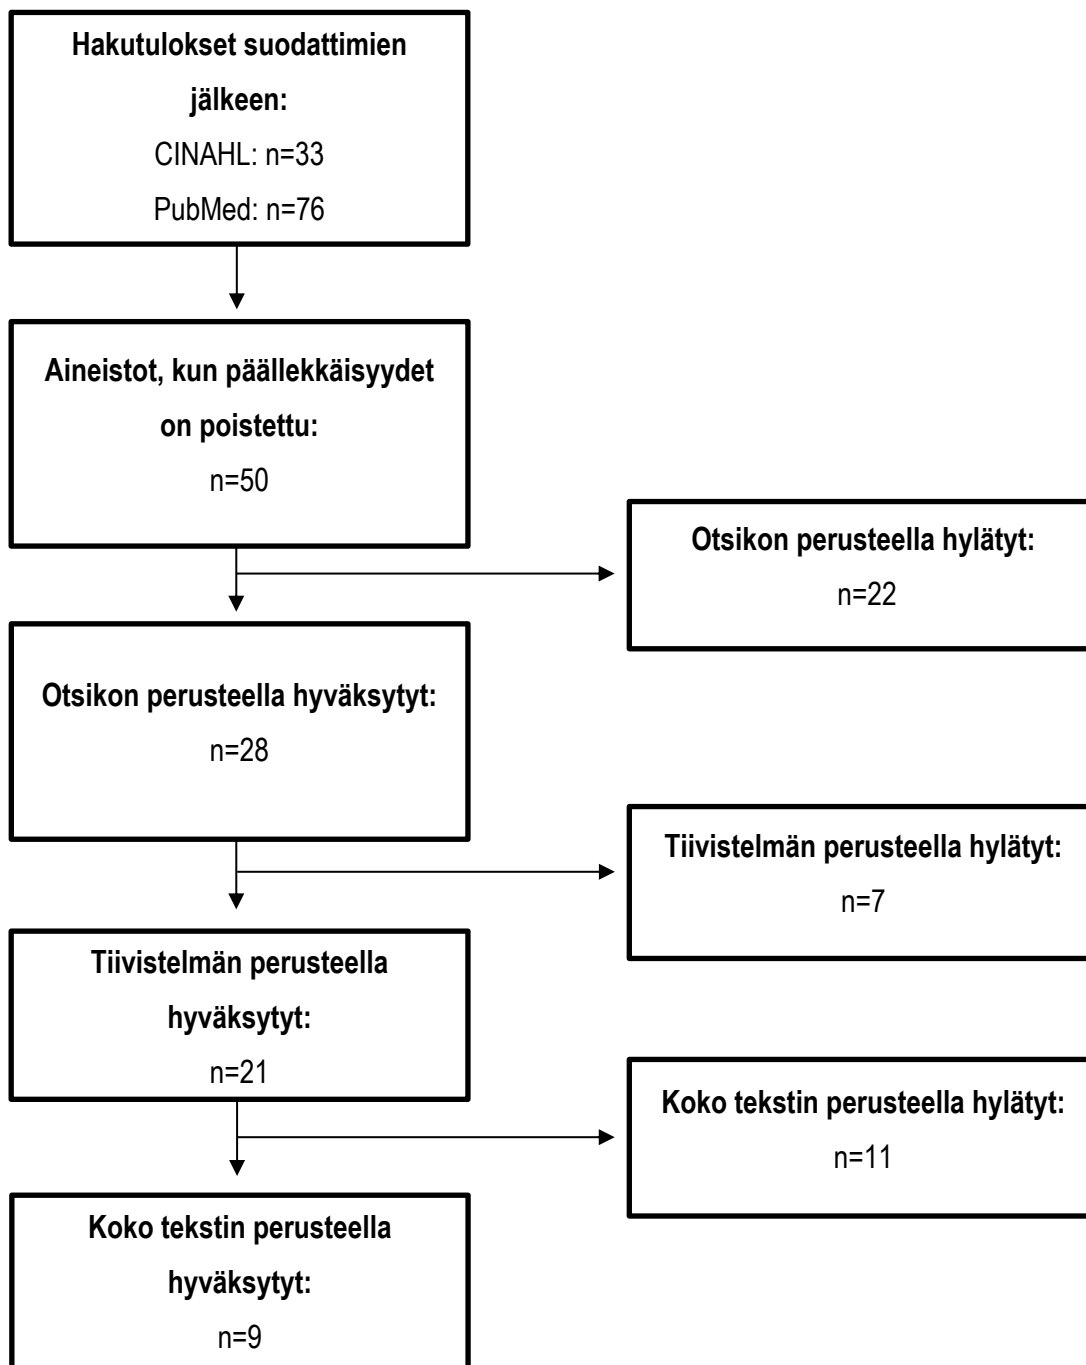 Hakutulokset suodattimien
jälkeen:
CINAHL: n=33
PubMed: n=76
Aineistot, kun päällekkäisyydet
on poistettu:
n=50
Otsikon perusteella hylätyt:
n=22
Otsikon perusteella hyväksytyt:
n=28
Tiivistelmän perusteella hylätyt:
n=7
Tiivistelmän perusteella
hyväksytyt:
n=21
Koko tekstin perusteella hylätyt:
n=11
Koko tekstin perusteella
hyväksytyt:
n=9